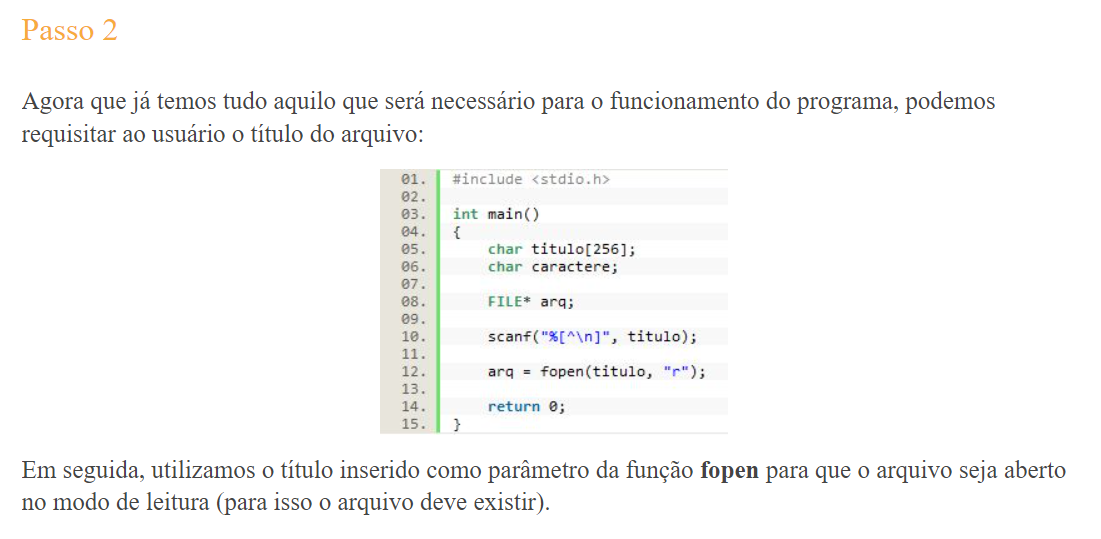 Passo 2
Agora que já temos tudo aquilo que será necessário para o funcionamento do programa, podemos
requisitar ao usuário o título do arquivo:
01. #include <stdio.h>
02.
03. int main()
04. {
05. char titulo[256];
06. char caractere;
07.
08. FILE* arq;
09.
10. scanf("%[^\n]", titulo);
11.
12. arq = fopen(titulo, "r");
13.
14. return 0;
15. }
Em seguida, utilizamos o título inserido como parâmetro da função fopen para que o arquivo seja aberto
no modo de leitura (para isso o arquivo deve existir).